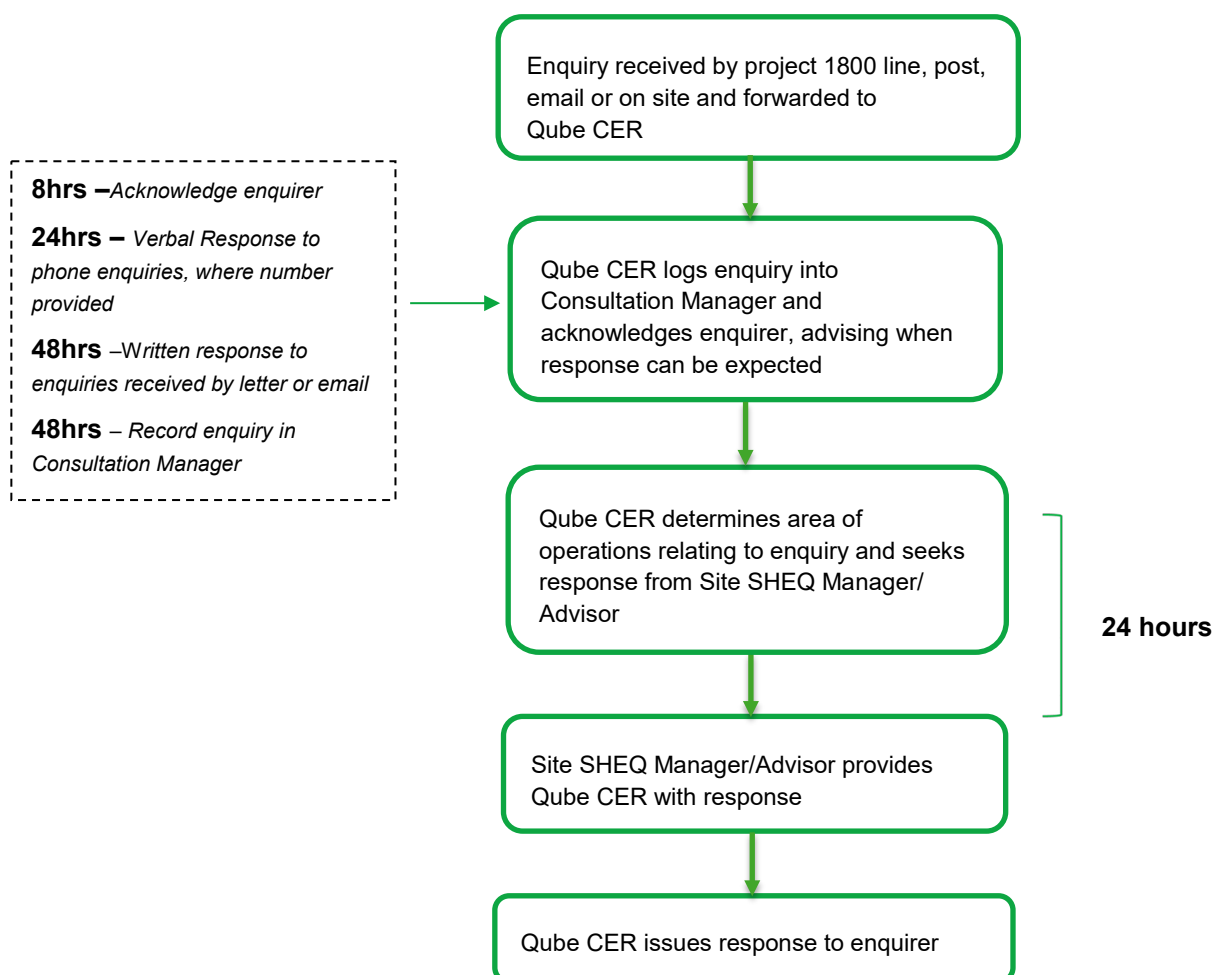 Enquiry received by project 1800 line, post,
email or on site and forwarded to
Qube CER
8hrs –Acknowledge enquirer
24hrs – Verbal Response to
phone enquiries, where number
provided
48hrs –Written response to
enquiries received by letter or email
48hrs – Record enquiry in
Consultation Manager
Qube CER logs enquiry into
Consultation Manager and
acknowledges enquirer, advising when
response can be expected
Qube CER determines area of
operations relating to enquiry and seeks
response from Site SHEQ Manager/
Advisor
24 hours
Site SHEQ Manager/Advisor provides
Qube CER with response
Qube CER issues response to enquirer